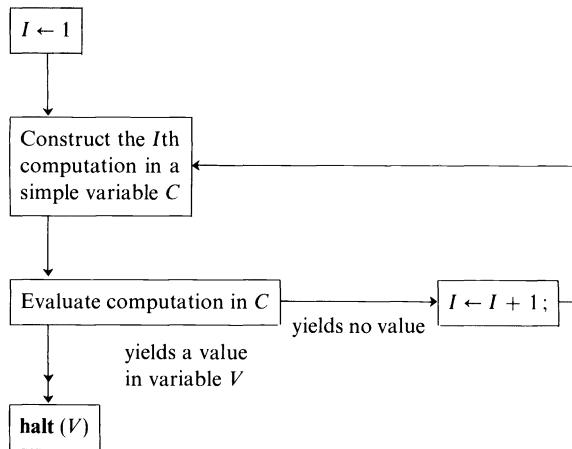 I ← 1
Construct the Ith
computation in a
simple variable C
Evaluate computation in C
yields no value
I ← I + 1 ;
yields a value
in variable V
halt (V)